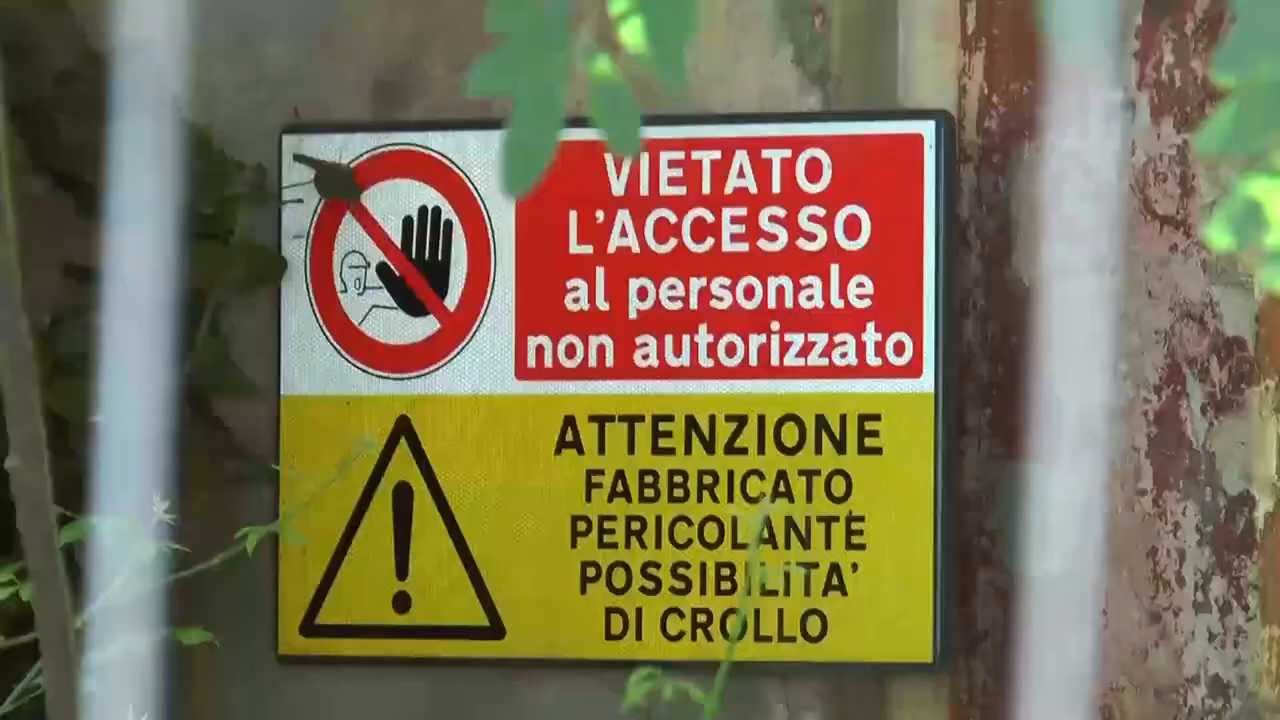 VIETATO
L'ACCESSO
al personale
non autorizzato
ATTENZIONE
FABBRICATO
PERICOLANTE
POSSIBILITA'
DI CROLLO